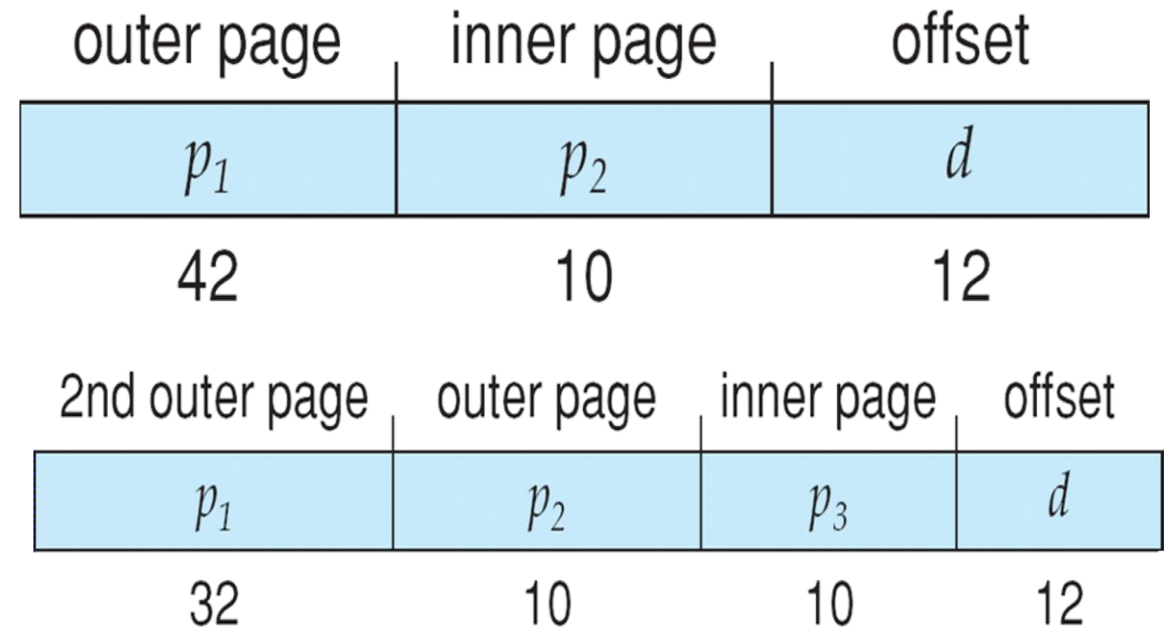 outer page inner page offset
p₁ p₂ d
42 10 12
2nd outer page outer page inner page offset
p₁ p₂ p₃ d
32 10 10 12